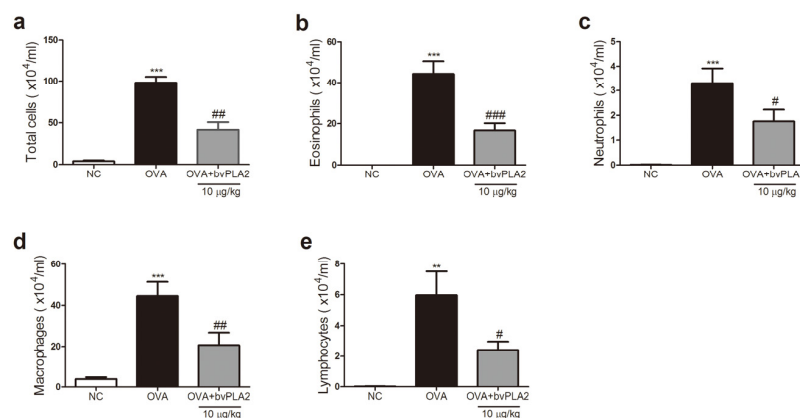 a
Total cells ( x10⁴/ml)
150
100
50
0
***
##
NC
OVA
OVA+bvPLA2
10 µg/kg
b
Eosinophils ( x10⁴/ml)
60
40
20
0
***
###
NC
OVA
OVA+bvPLA2
10 µg/kg
c
Neutrophils ( x10⁴/ml)
5
4
3
2
1
0
***
#
NC
OVA
OVA+bvPLA2
10 µg/kg
d
Macrophages ( x10⁴/ml)
60
40
20
0
***
##
NC
OVA
OVA+bvPLA2
10 µg/kg
e
Lymphocytes ( x10⁴/ml)
8
6
4
2
0
**
#
NC
OVA
OVA+bvPLA2
10 µg/kg